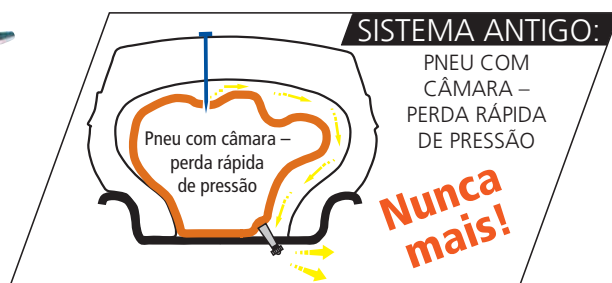 SISTEMA ANTIGO:
PNEU COM
CÂMARA –
PERDA RÁPIDA
DE PRESSÃO
Pneu com câmara –
perda rápida
de pressão
Nunca
mais!